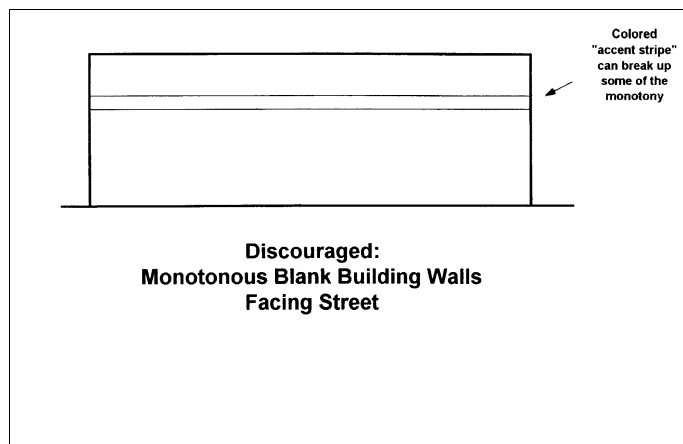 Colored
"accent stripe"
can break up
some of the
monotony
Discouraged:
Monotonous Blank Building Walls
Facing Street